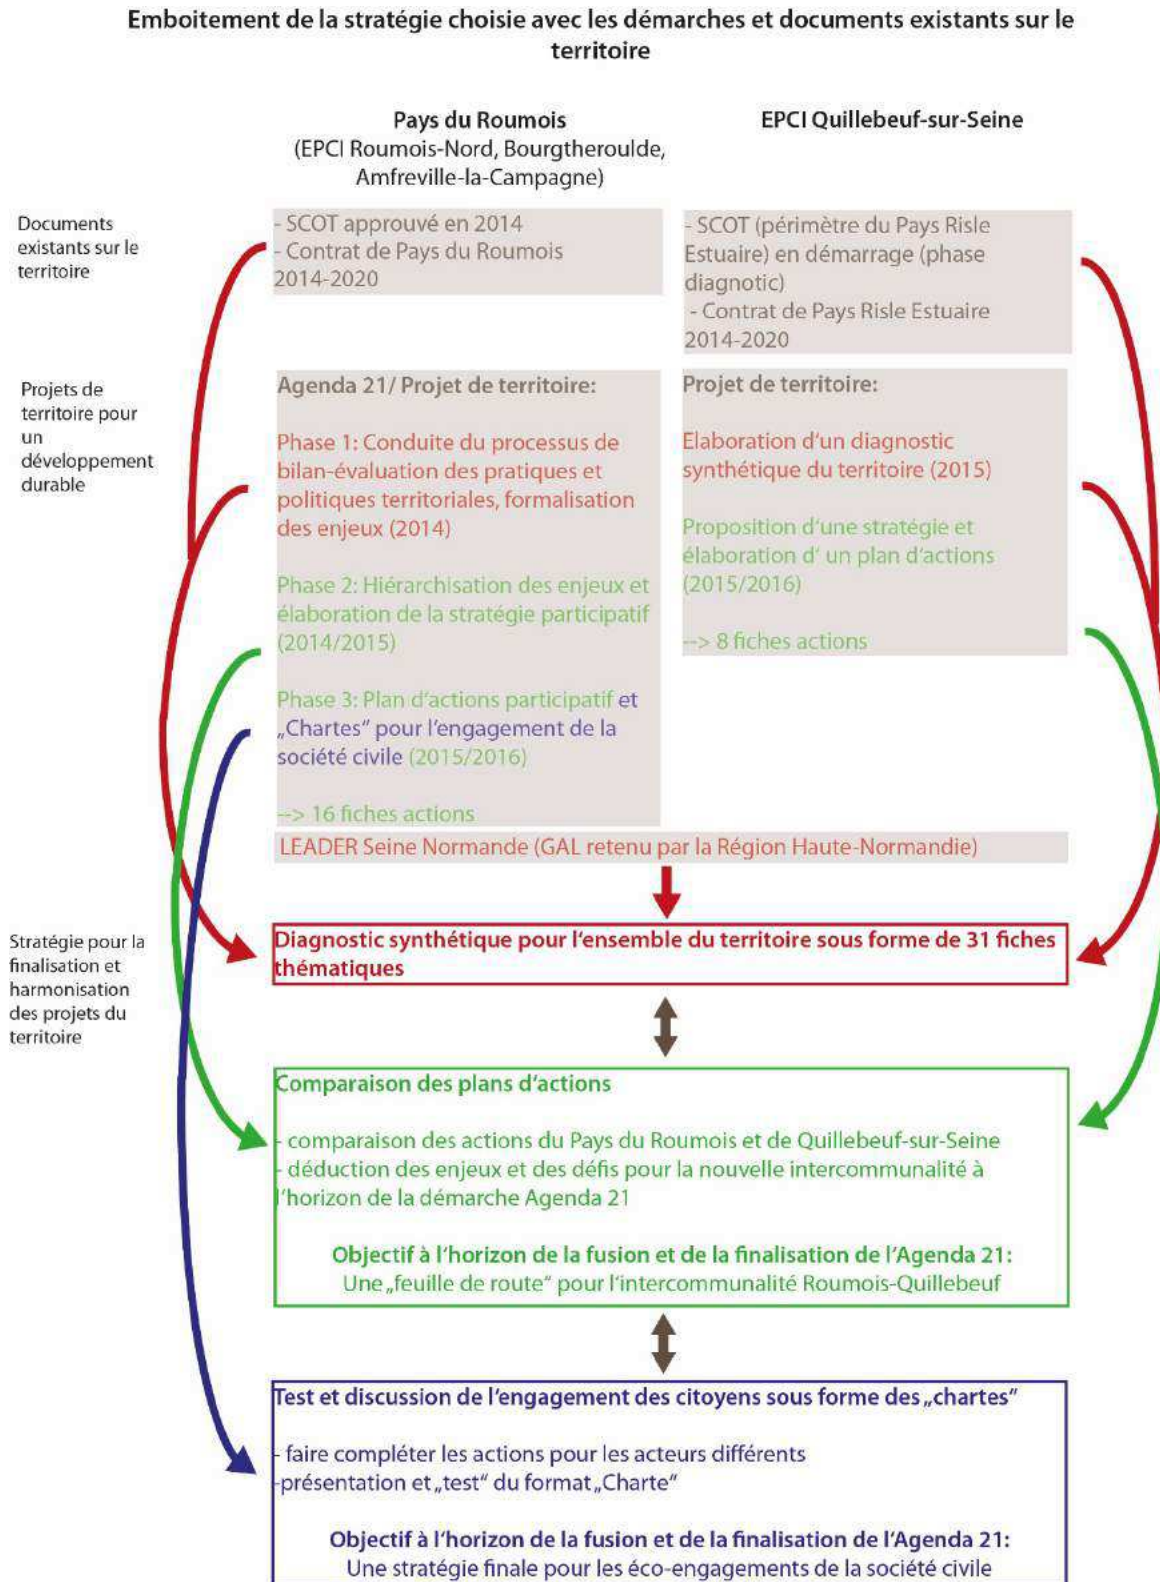 Emboitement de la stratégie choisie avec les démarches et documents existants sur le
territoire
Pays du Roumois
(EPCI Roumois-Nord, Bourgtheroulde,
Amfreville-la-Campagne)
EPCI Quillebeuf-sur-Seine
Documents
existants sur le
territoire
- SCOT approuvé en 2014
- Contrat de Pays du Roumois
2014-2020
- SCOT (périmètre du Pays Risle
Estuaire) en démarrage (phase
diagnotic)
- Contrat de Pays Risle Estuaire
2014-2020
Projets de
territoire pour
un
développement
durable
Agenda 21/ Projet de territoire:
Phase 1: Conduite du processus de
bilan-évaluation des pratiques et
politiques territoriales, formalisation
des enjeux (2014)
Phase 2: Hiérarchisation des enjeux et
élaboration de la stratégie participatif
(2014/2015)
Phase 3: Plan d'actions participatif et
„Chartes" pour l'engagement de la
société civile (2015/2016)
--> 16 fiches actions
Projet de territoire:
Elaboration d'un diagnostic
synthétique du territoire (2015)
Proposition d'une stratégie et
élaboration d' un plan d'actions
(2015/2016)
--> 8 fiches actions
LEADER Seine Normande (GAL retenu par la Région Haute-Normandie)
Stratégie pour la
finalisation et
harmonisation
des projets du
territoire
Diagnostic synthétique pour l'ensemble du territoire sous forme de 31 fiches
thématiques
Comparaison des plans d'actions
- comparaison des actions du Pays du Roumois et de Quillebeuf-sur-Seine
- déduction des enjeux et des défis pour la nouvelle intercommunalité à
l'horizon de la démarche Agenda 21
Objectif à l'horizon de la fusion et de la finalisation de l'Agenda 21:
Une „feuille de route" pour l'intercommunalité Roumois-Quillebeuf
Test et discussion de l'engagement des citoyens sous forme des „chartes"
- faire compléter les actions pour les acteurs différents
-présentation et „test" du format „Charte"
Objectif à l'horizon de la fusion et de la finalisation de l'Agenda 21:
Une stratégie finale pour les éco-engagements de la société civile